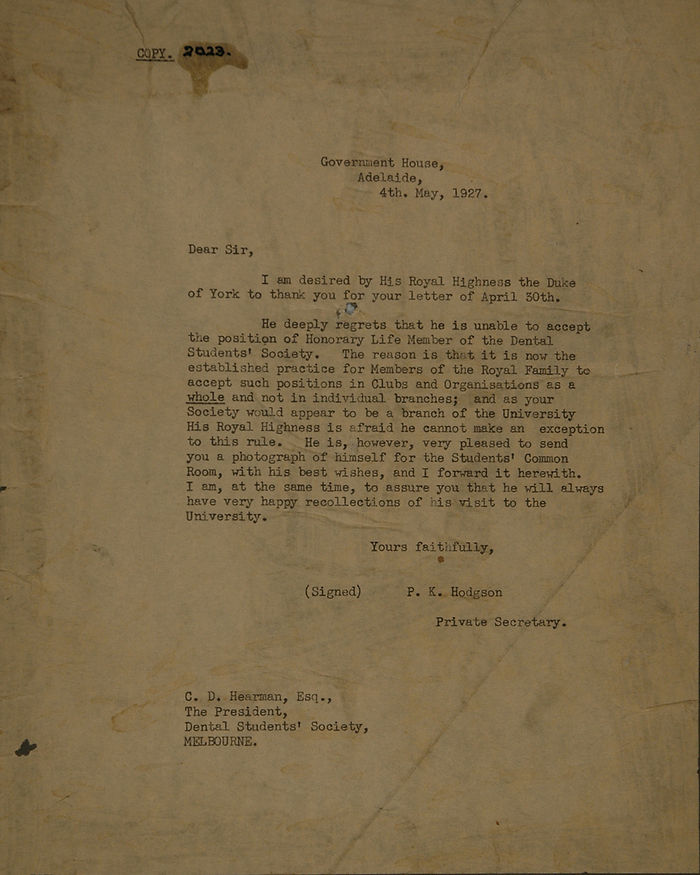 COPY. 2023.
Government House,
Adelaide,
4th. May, 1927.
Dear Sir,
I am desired by His Royal Highness the Duke
of York to thank you for your letter of April 30th.
He deeply regrets that he is unable to accept
the position of Honorary Life Member of the Dental
Students' Society. The reason is that it is now the
established practice for Members of the Royal Family to
accept such positions in Clubs and Organisations as a
whole and not in individual branches; and as your
Society would appear to be a branch of the University
His Royal Highness is afraid he cannot make an exception
to this rule. He is, however, very pleased to send
you a photograph of himself for the Students' Common
Room, with his best wishes, and I forward it herewith.
I am, at the same time, to assure you that he will always
have very happy recollections of his visit to the
University.
Yours faithfully,
(Signed) P. K. Hodgson
Private Secretary.
C. D. Hearman, Esq.,
The President,
Dental Students' Society,
MELBOURNE.